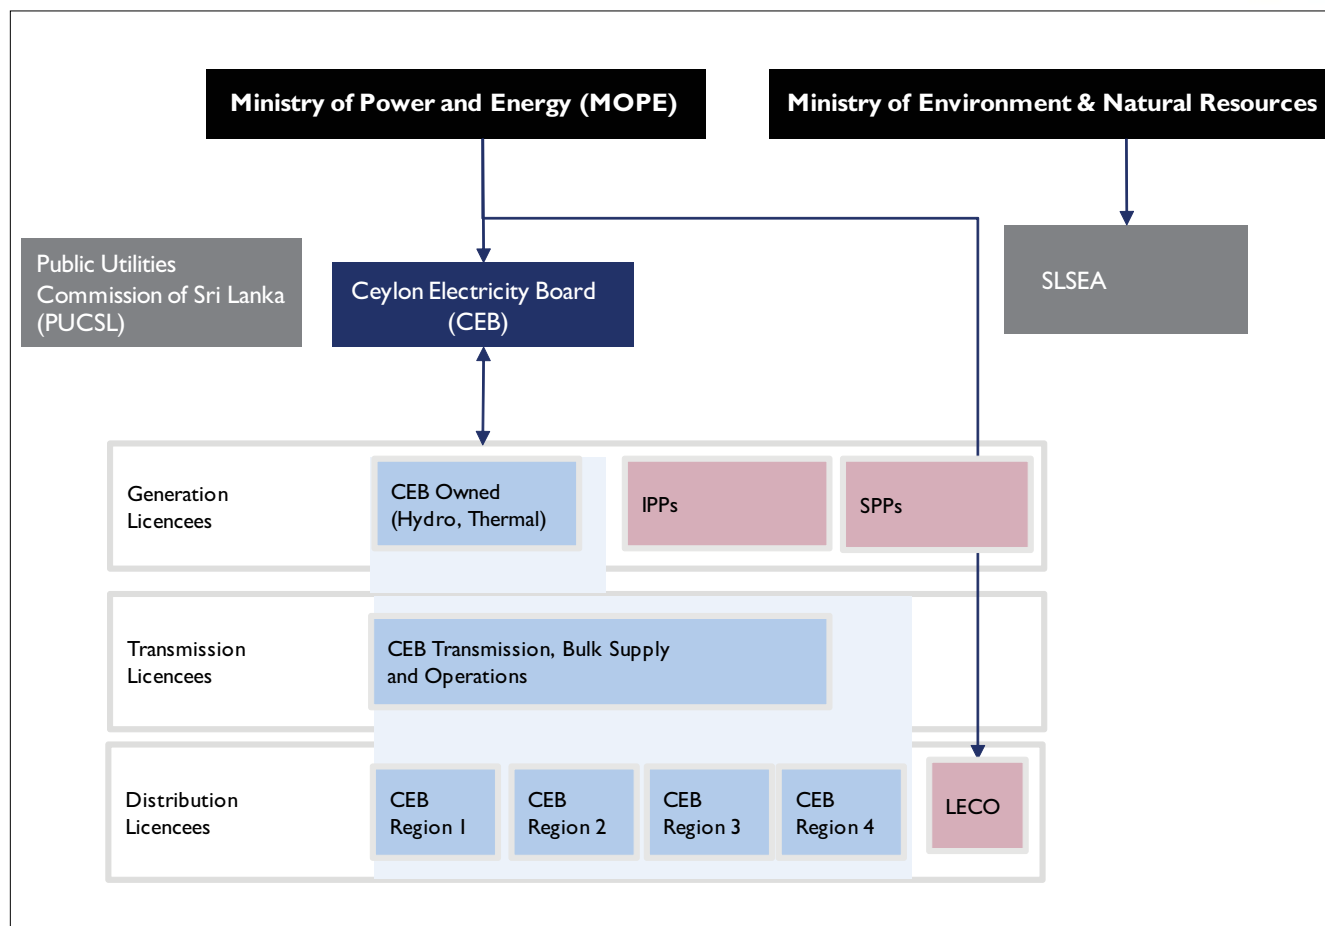 Ministry of Power and Energy (MOPE)
Ministry of Environment & Natural Resources
Public Utilities
Commission of Sri Lanka
(PUCSL)
Ceylon Electricity Board
(CEB)
SLSEA
Generation
Licencees
CEB Owned
(Hydro, Thermal)
IPPs
SPPs
Transmission
Licencees
CEB Transmission, Bulk Supply
and Operations
Distribution
Licencees
CEB
Region 1
CEB
Region 2
CEB
Region 3
CEB
Region 4
LECO